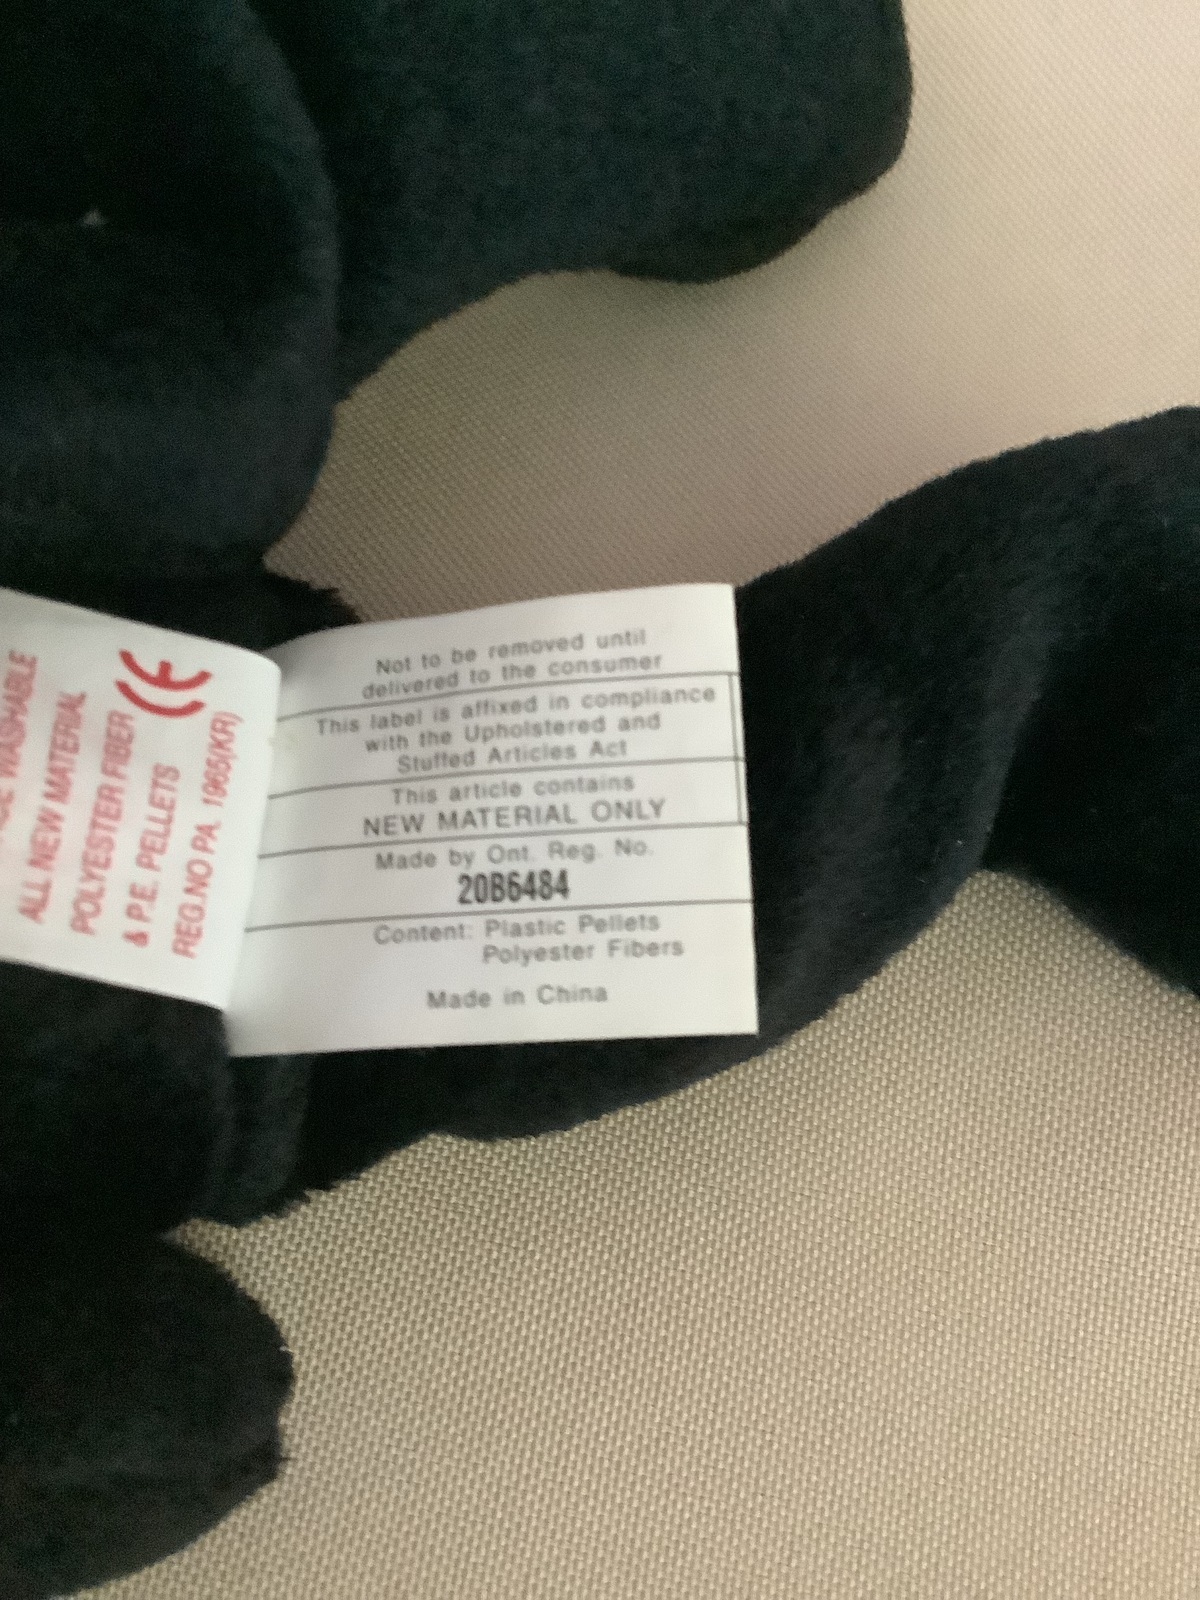 WASHABLE
ALL NEW MATERIAL
POLYESTER FIBER
& P.E. PELLETS CE
REG.NO PA. 1965(KR)
Not to be removed until
delivered to the consumer
This label is affixed in compliance
with the Upholstered and
Stuffed Articles Act
This article contains
NEW MATERIAL ONLY
Made by Ont. Reg. No.
20B6484
Content: Plastic Pellets
Polyester Fibers
Made in China